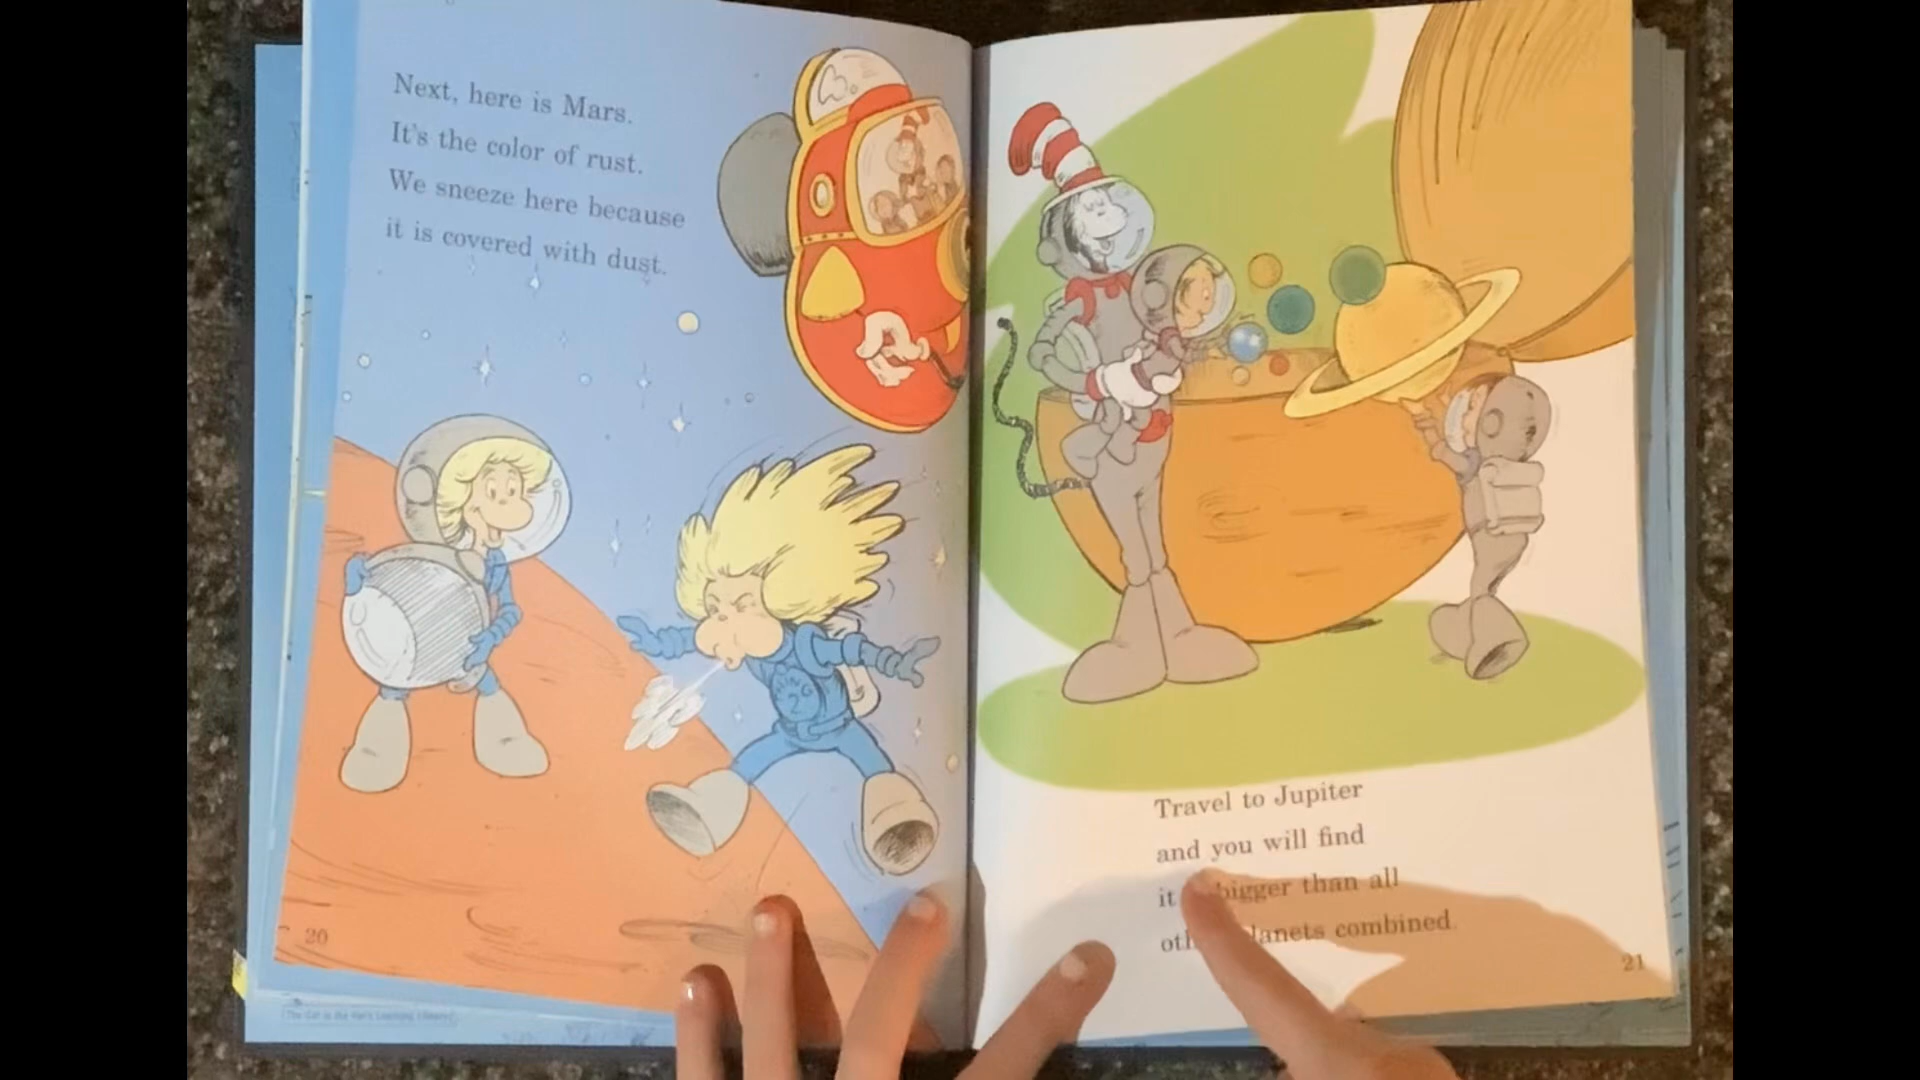 Next, here is Mars.
It's the color of rust.
We sneeze here because
it is covered with dust.
20
Travel to Jupiter
and you will find
it bigger than all
combined.
21